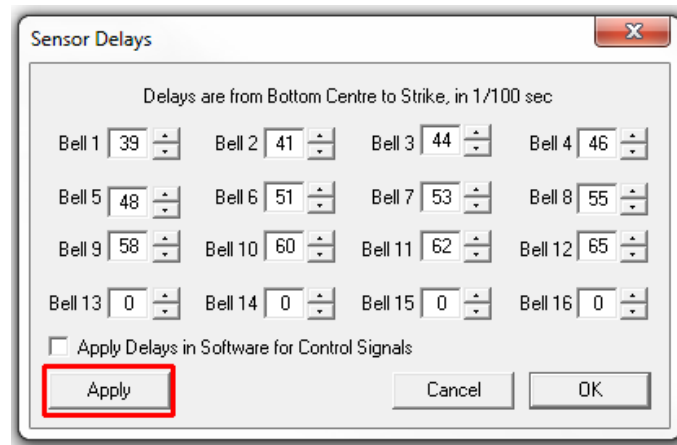 Sensor Delays
Delays are from Bottom Centre to Strike, in 1/100 sec
Bell 1 39 Bell 2 41 Bell 3 44 Bell 4 46
Bell 5 48 Bell 6 51 Bell 7 53 Bell 8 55
Bell 9 58 Bell 10 60 Bell 11 62 Bell 12 65
Bell 13 0 Bell 14 0 Bell 15 0 Bell 16 0
Apply Delays in Software for Control Signals
Apply Cancel OK